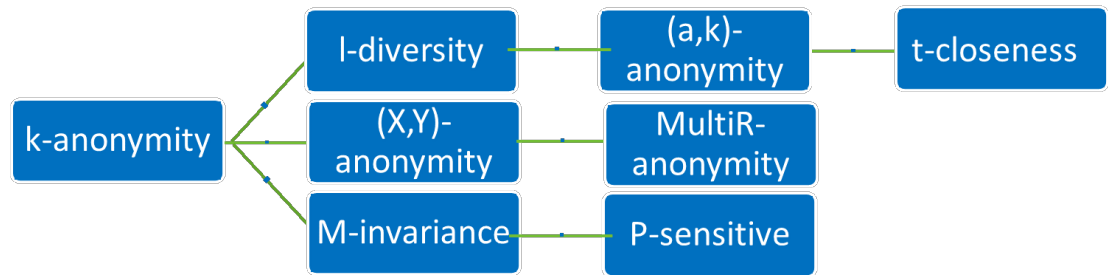 k-anonymity
l-diversity
(a,k)-
anonymity
t-closeness
(X,Y)-
anonymity
MultiR-
anonymity
M-invariance
P-sensitive